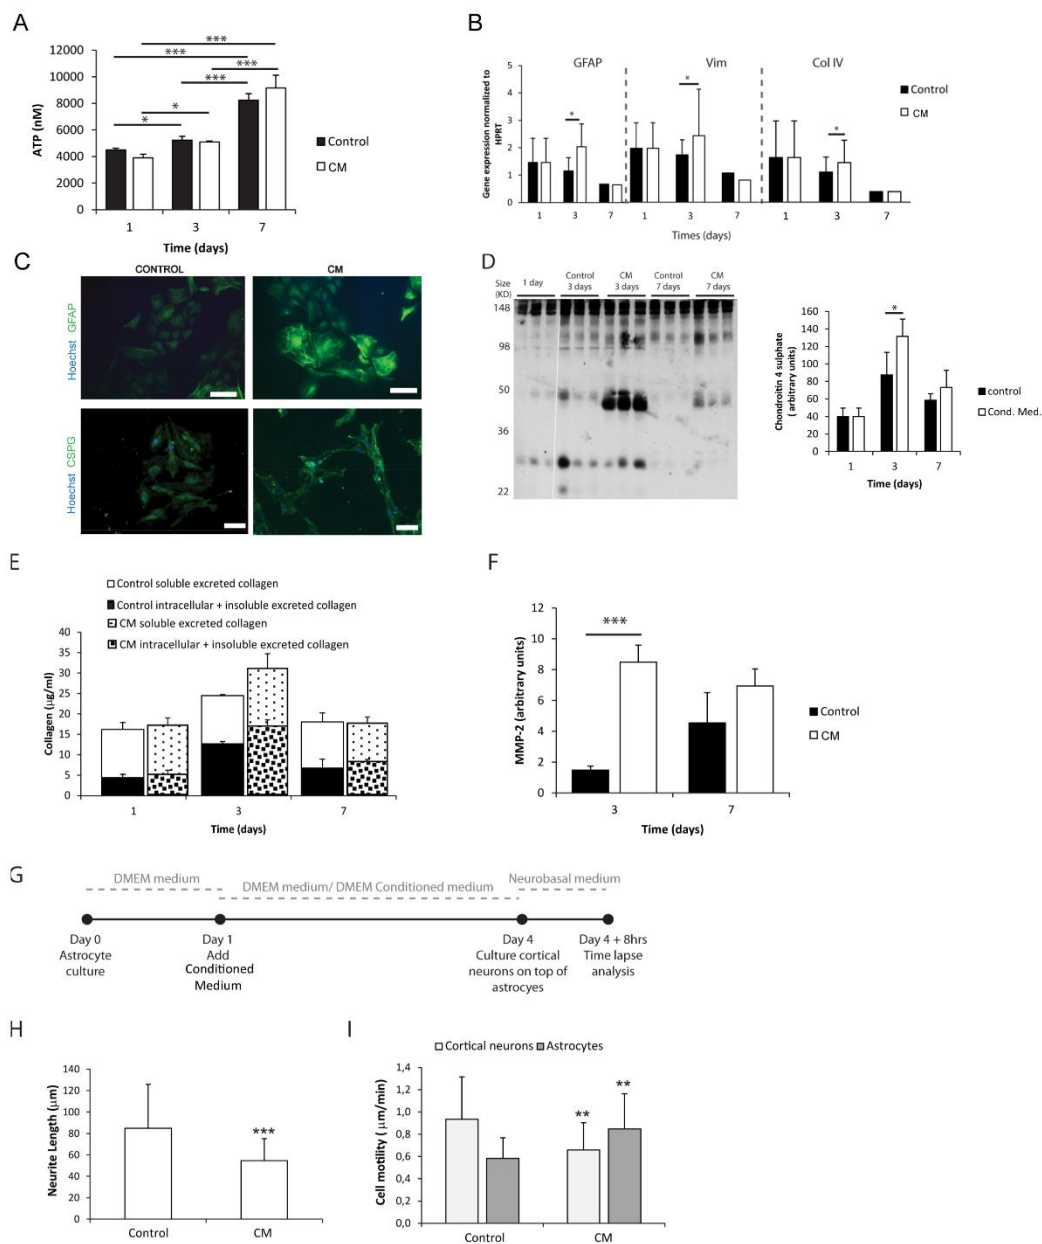 A
***
***
***
***
*
*
12000
10000
8000
6000
4000
2000
0
ATP (nM)
1
3
7
Time (days)
Control
CM
B
GFAP
Vim
Col IV
*
*
*
5
4
3
2
1
0
Gene expression normalized to
HPRT
1
3
7
1
3
7
1
3
7
Times (days)
Control
CM
C
CONTROL
CM
Hoechst GFAP
Hoechst CSPG
D
Size
(KD)
1 day
Control
3 days
CM
3 days
Control
7 days
CM
7 days
148
98
50
36
22
160
140
120
100
80
60
40
20
0
*
Chondroitin 4 sulphate
( arbitrary units)
1
3
7
Time (days)
control
Cond. Med.
E
Control soluble excreted collagen
Control intracellular + insoluble excreted collagen
CM soluble excreted collagen
CM intracellular + insoluble excreted collagen
40
35
30
25
20
15
10
5
0
Collagen (µg/ml)
1
3
7
Time (days)
F
12
10
8
6
4
2
0
MMP-2 (arbitrary units)
***
3
7
Time (days)
Control
CM
G
DMEM medium
DMEM medium/ DMEM Conditioned medium
Neurobasal medium
Day 0
Astrocyte
culture
Day 1
Add
Conditioned
Medium
Day 4
Culture cortical
neurons on top of
astrocyes
Day 4 + 8hrs
Time lapse
analysis
H
140
120
100
80
60
40
20
0
Neurite Length (µm)
***
Control
CM
I
Cortical neurons
Astrocytes
1,4
1,2
1,0
0,8
0,6
0,4
0,2
0,0
Cell motility ( µm/min)
**
**
Control
CM